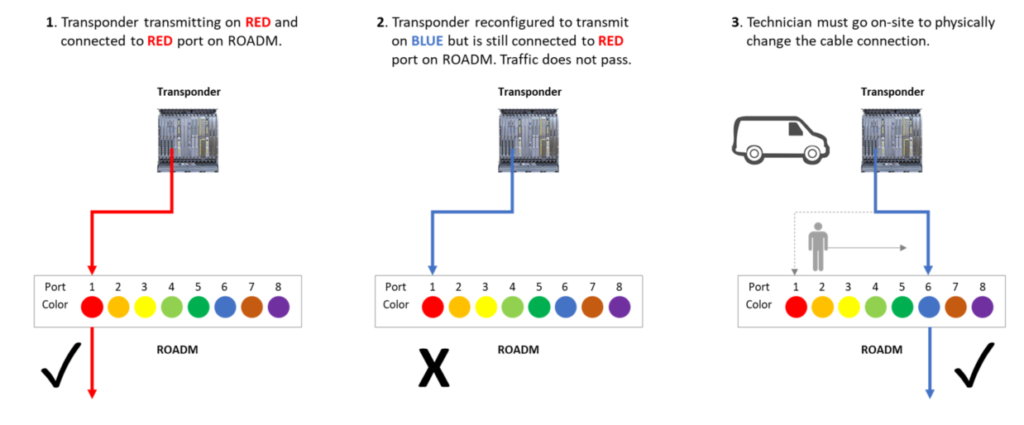 1. Transponder transmitting on RED and
connected to RED port on ROADM.
Transponder
Port 1 2 3 4 5 6 7 8
Color
ROADM
2. Transponder reconfigured to transmit
on BLUE but is still connected to RED
port on ROADM. Traffic does not pass.
Transponder
Port 1 2 3 4 5 6 7 8
Color
X
ROADM
3. Technician must go on-site to physically
change the cable connection.
Transponder
Port 1 2 3 4 5 6 7 8
Color
ROADM